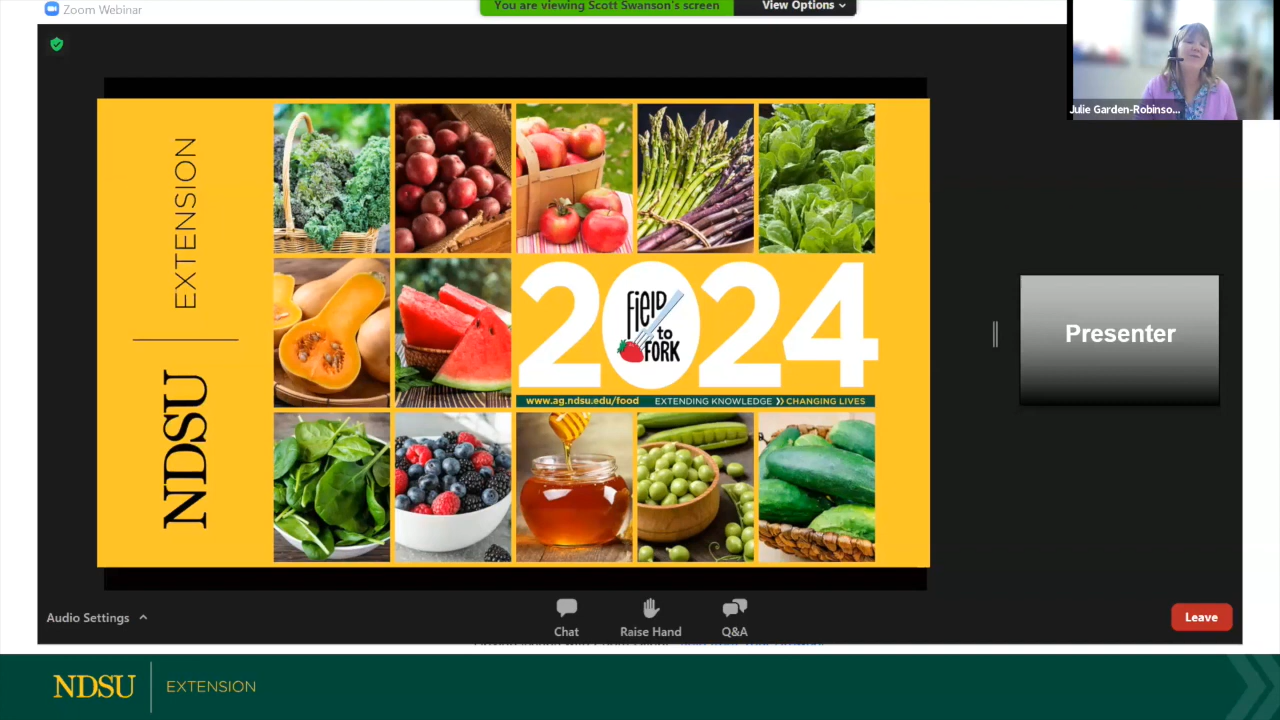 Zoom Webinar
You are viewing Scott Swanson's screen
View Options
Julie Garden-Robinso...
EXTENSION
NDSU
2024
FIELD
to
FORK
www.ag.ndsu.edu/food EXTENDING KNOWLEDGE CHANGING LIVES
Presenter
Audio Settings
Chat
Raise Hand
Q&A
Leave
NDSU EXTENSION